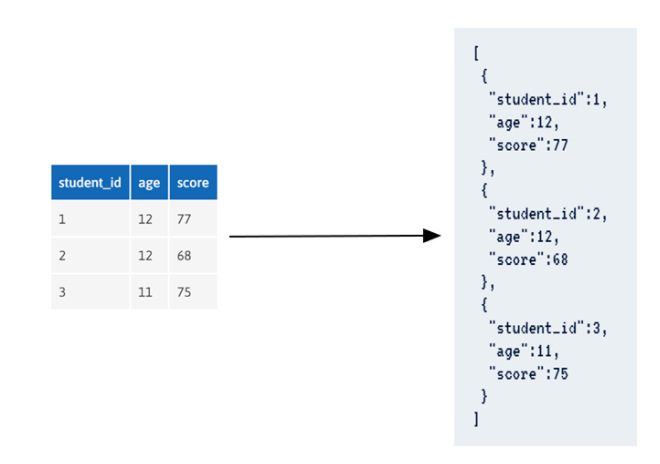 student_id age score
1 12 77
2 12 68
3 11 75
[
{
"student_id":1,
"age":12,
"score":77
},
{
"student_id":2,
"age":12,
"score":68
},
{
"student_id":3,
"age":11,
"score":75
}
]